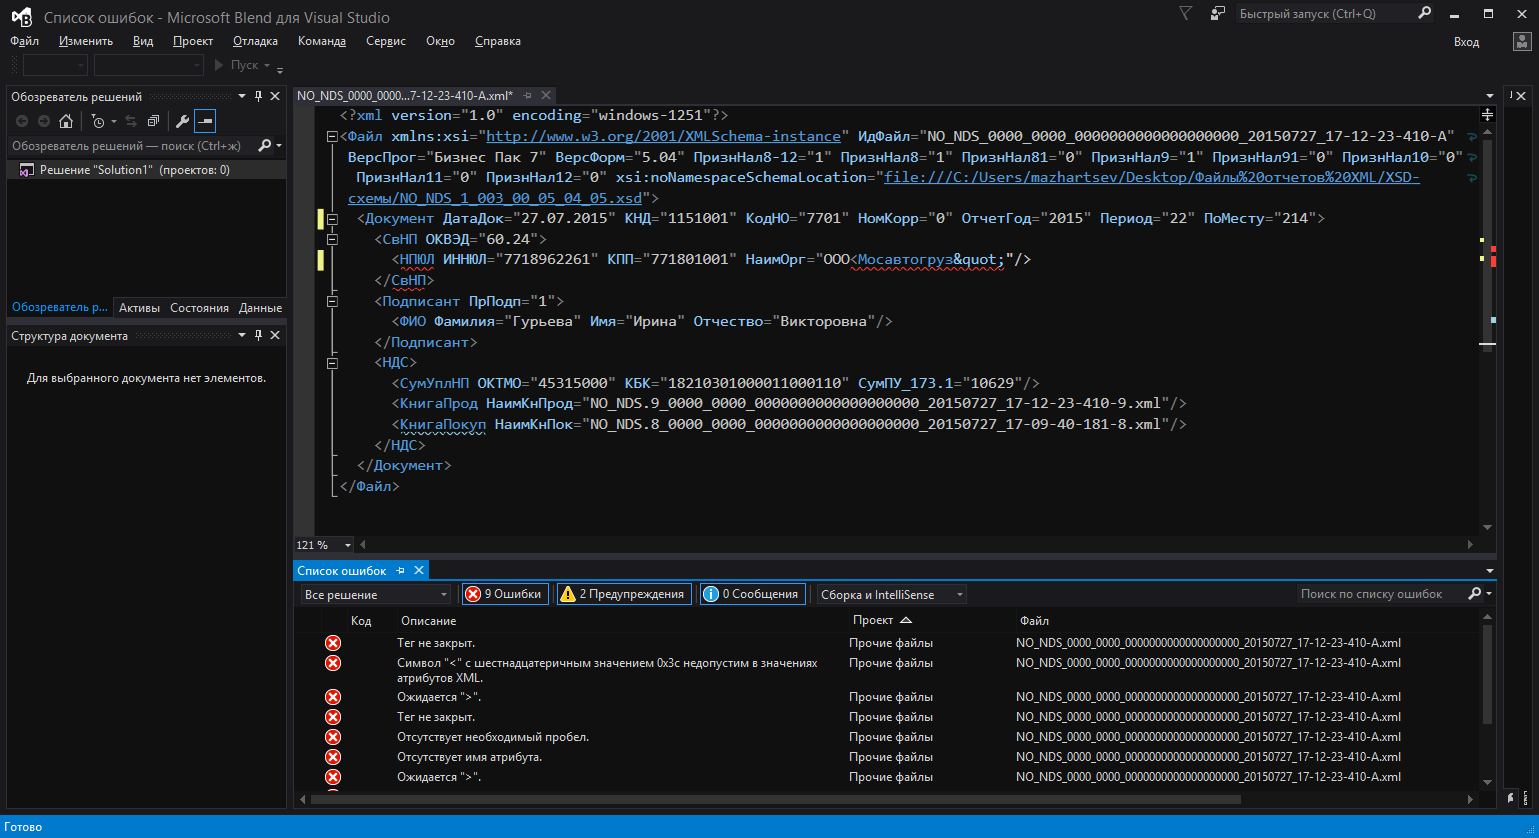 Список ошибок - Microsoft Blend для Visual Studio
Быстрый запуск (Ctrl+Q)
Файл Изменить Вид Проект Отладка Команда Сервис Окно Справка
Вход
Пуск
Обозреватель решений
Обозреватель решений — поиск (Ctrl+ж)
Решение "Solution1" (проектов: 0)
Обозреватель р... Активы Состояния Данные
Структура документа
Для выбранного документа нет элементов.
NO_NDS_0000_0000...7-12-23-410-A.xml*
<?xml version="1.0" encoding="windows-1251"?>
<Файл xmlns:xsi="http://www.w3.org/2001/XMLSchema-instance" ИдФайл="NO_NDS_0000_0000_0000000000000000000_20150727_17-12-23-410-A"
ВерсПрог="Бизнес Пак 7" ВерсФорм="5.04" ПризнНал8-12="1" ПризнНал8="1" ПризнНал81="0" ПризнНал9="1" ПризнНал91="0" ПризнНал10="0"
ПризнНал11="0" ПризнНал12="0" xsi:noNamespaceSchemaLocation="file:///C:/Users/mazhartsev/Desktop/Файлы%20отчетов%20XML/XSD-
схемы/NO_NDS_1_003_00_05_04_05.xsd">
<Документ ДатаДок="27.07.2015" КНД="1151001" КодНО="7701" НомКорр="0" ОтчетГод="2015" Период="22" ПоМесту="214">
<СвНП ОКВЭД="60.24">
<НПЮЛ ИННЮЛ="7718962261" КПП="771801001" НаимОрг="ООО<Мосавтогруз&quot;"/>
</СвНП>
<Подписант ПрПодп="1">
<ФИО Фамилия="Гурьева" Имя="Ирина" Отчество="Викторовна"/>
</Подписант>
<НДС>
<СумУплНП ОКТМО="45315000" КБК="18210301000011000110" СумПУ_173.1="10629"/>
<КнигаПрод НаимКнПрод="NO_NDS.9_0000_0000_0000000000000000000_20150727_17-12-23-410-9.xml"/>
<КнигаПокуп НаимКнПок="NO_NDS.8_0000_0000_0000000000000000000_20150727_17-09-40-181-8.xml"/>
</НДС>
</Документ>
</Файл>
121 %
Список ошибок
Все решение 9 Ошибки 2 Предупреждения 0 Сообщения Сборка и IntelliSense Поиск по списку ошибок
Код Описание Проект Файл
Тег не закрыт. Прочие файлы NO_NDS_0000_0000_0000000000000000000_20150727_17-12-23-410-A.xml
Символ "<" с шестнадцатеричным значением 0x3c недопустим в значениях Прочие файлы NO_NDS_0000_0000_0000000000000000000_20150727_17-12-23-410-A.xml
атрибутов XML.
Ожидается ">". Прочие файлы NO_NDS_0000_0000_0000000000000000000_20150727_17-12-23-410-A.xml
Тег не закрыт. Прочие файлы NO_NDS_0000_0000_0000000000000000000_20150727_17-12-23-410-A.xml
Отсутствует необходимый пробел. Прочие файлы NO_NDS_0000_0000_0000000000000000000_20150727_17-12-23-410-A.xml
Отсутствует имя атрибута. Прочие файлы NO_NDS_0000_0000_0000000000000000000_20150727_17-12-23-410-A.xml
Ожидается ">". Прочие файлы NO_NDS_0000_0000_0000000000000000000_20150727_17-12-23-410-A.xml
Готово